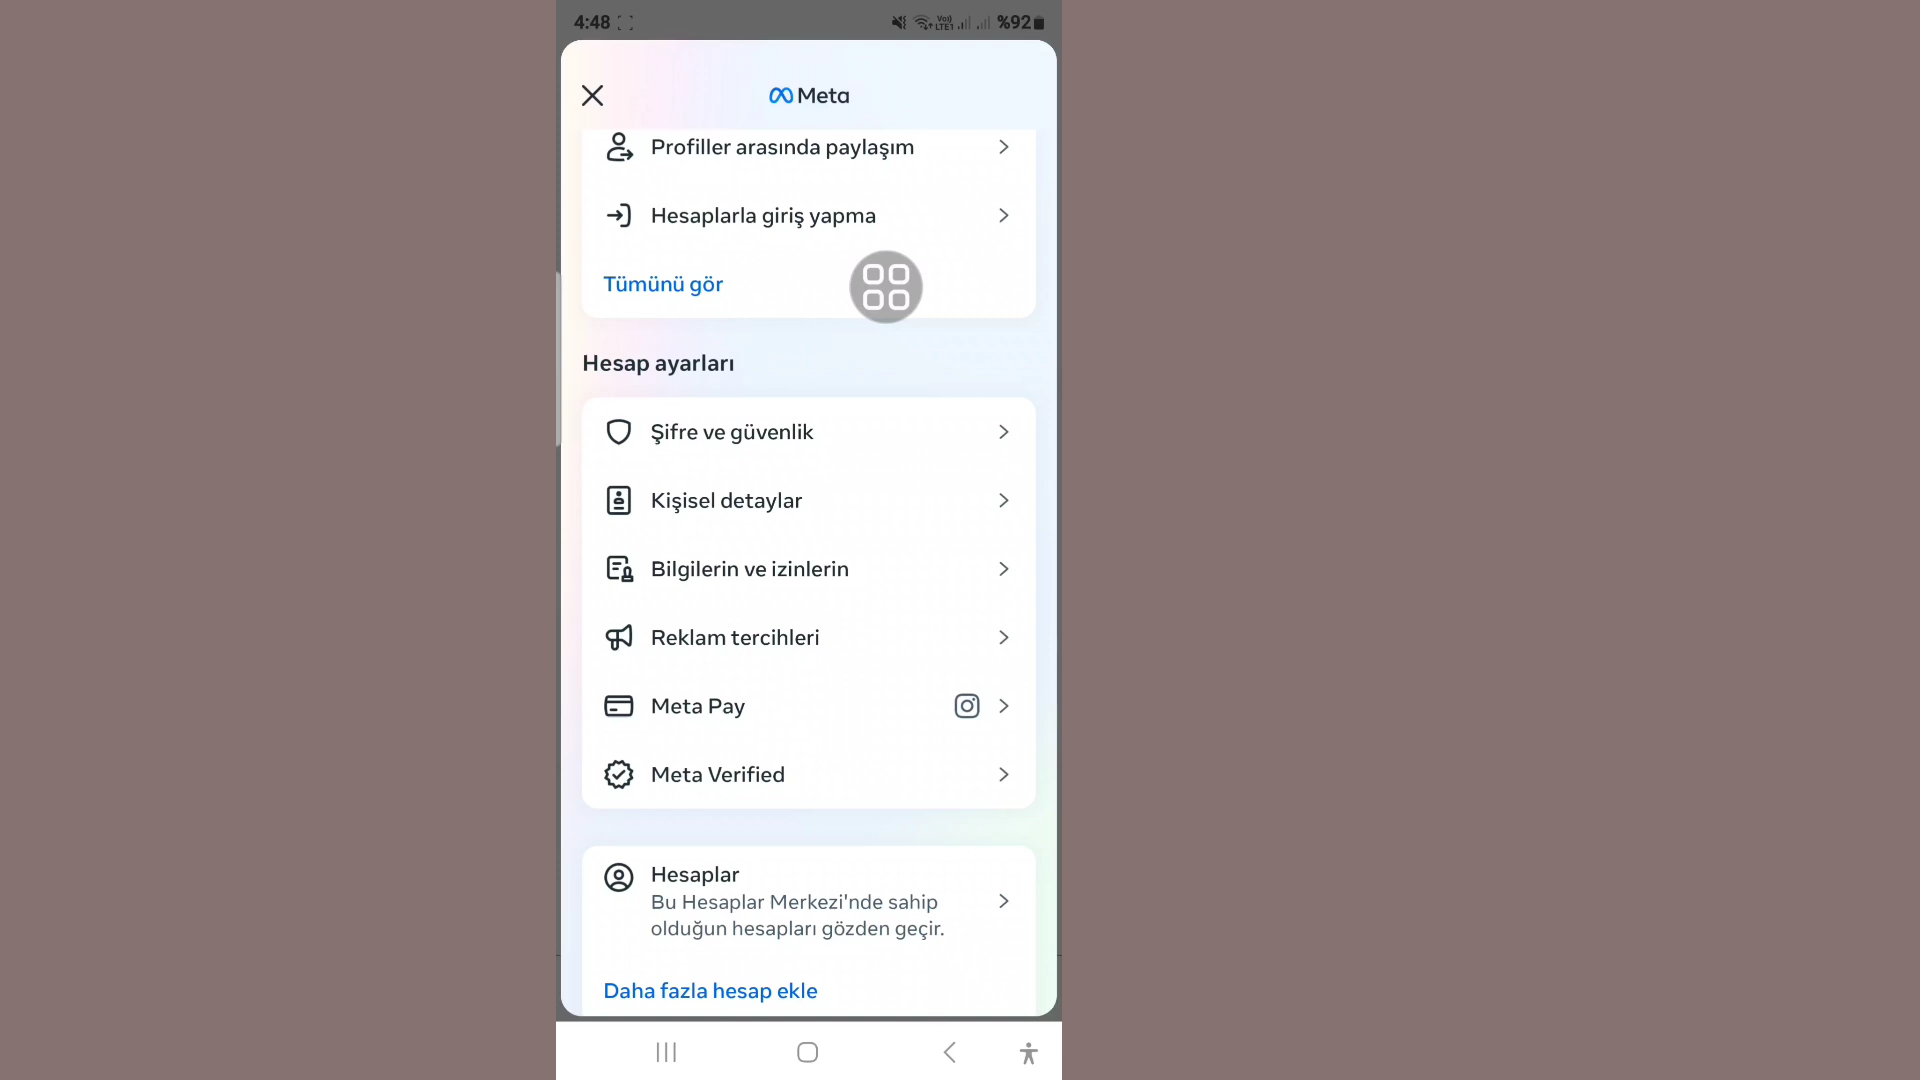 4:48 %92
Meta
Profiller arasında paylaşım
Hesaplarla giriş yapma
Tümünü gör
Hesap ayarları
Şifre ve güvenlik
Kişisel detaylar
Bilgilerin ve izinlerin
Reklam tercihleri
Meta Pay
Meta Verified
Hesaplar
Bu Hesaplar Merkezi'nde sahip
olduğun hesapları gözden geçir.
Daha fazla hesap ekle